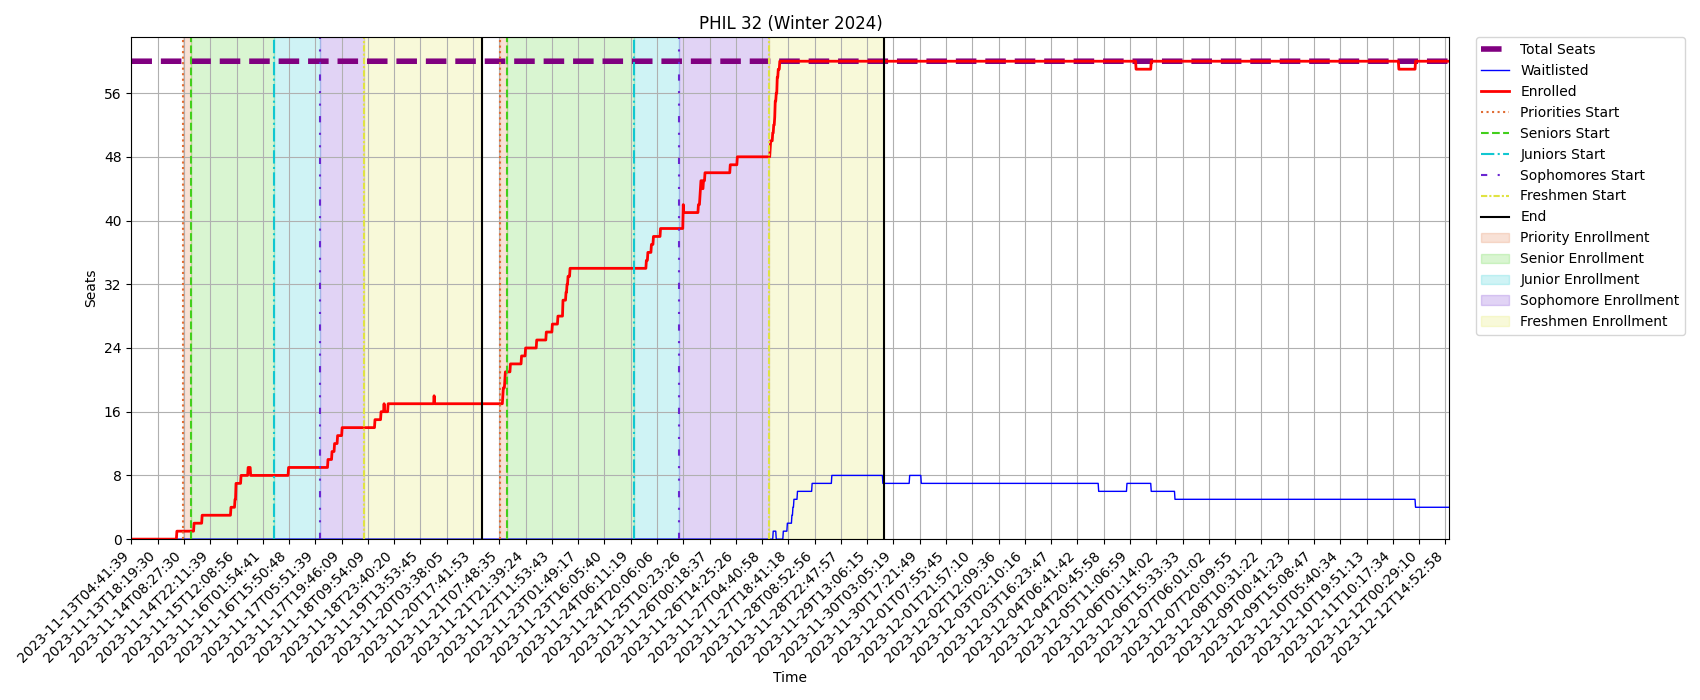 PHIL 32 (Winter 2024)
Total Seats
Waitlisted
Enrolled
Priorities Start
Seniors Start
Juniors Start
Sophomores Start
Freshmen Start
End
Priority Enrollment
Senior Enrollment
Junior Enrollment
Sophomore Enrollment
Freshmen Enrollment
Seats
56
48
40
32
24
16
8
0
2023-11-13T04:41:39
2023-11-13T18:19:30
2023-11-14T08:27:30
2023-11-14T22:11:39
2023-11-15T12:08:56
2023-11-16T01:54:41
2023-11-16T15:50:48
2023-11-17T05:51:39
2023-11-17T19:46:09
2023-11-18T09:54:09
2023-11-18T23:40:20
2023-11-19T13:53:45
2023-11-20T03:38:05
2023-11-20T17:41:53
2023-11-21T07:48:35
2023-11-21T21:39:24
2023-11-22T11:53:43
2023-11-23T01:49:17
2023-11-23T16:05:40
2023-11-24T06:11:19
2023-11-24T20:06:06
2023-11-25T10:23:26
2023-11-26T00:18:37
2023-11-26T14:25:26
2023-11-27T04:40:58
2023-11-27T18:41:18
2023-11-28T08:52:56
2023-11-28T22:47:57
2023-11-29T13:06:15
2023-11-30T03:05:19
2023-11-30T17:21:49
2023-12-01T07:55:45
2023-12-01T21:57:10
2023-12-02T12:09:36
2023-12-03T02:10:16
2023-12-03T16:23:47
2023-12-04T06:41:42
2023-12-04T20:45:58
2023-12-05T11:06:59
2023-12-06T01:14:02
2023-12-06T15:33:33
2023-12-07T06:01:02
2023-12-07T20:09:55
2023-12-08T10:31:22
2023-12-09T00:41:23
2023-12-09T15:08:47
2023-12-10T05:40:34
2023-12-10T19:51:13
2023-12-11T10:17:34
2023-12-12T00:29:10
2023-12-12T14:52:58
Time